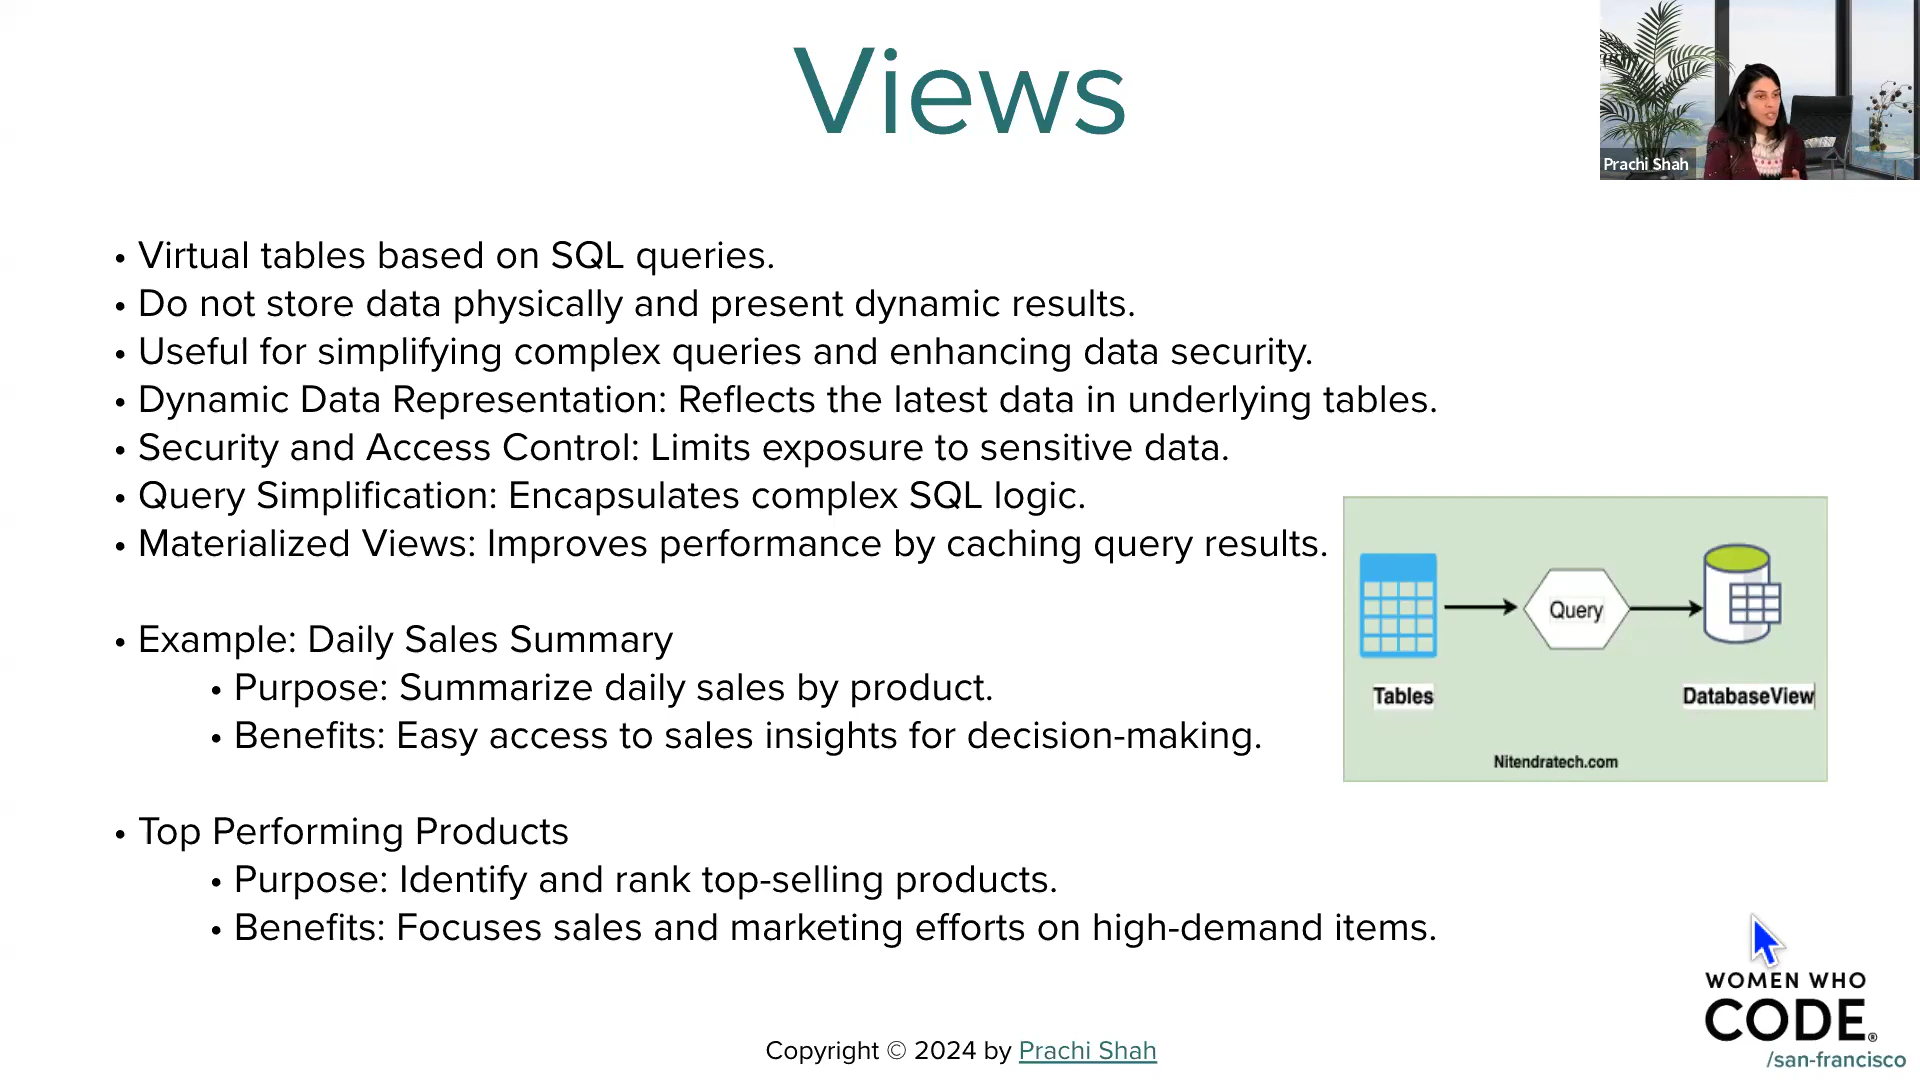 Views
Prachi Shah
• Virtual tables based on SQL queries.
• Do not store data physically and present dynamic results.
• Useful for simplifying complex queries and enhancing data security.
• Dynamic Data Representation: Reflects the latest data in underlying tables.
• Security and Access Control: Limits exposure to sensitive data.
• Query Simplification: Encapsulates complex SQL logic.
• Materialized Views: Improves performance by caching query results.
• Example: Daily Sales Summary
• Purpose: Summarize daily sales by product.
• Benefits: Easy access to sales insights for decision-making.
• Top Performing Products
• Purpose: Identify and rank top-selling products.
• Benefits: Focuses sales and marketing efforts on high-demand items.
Query
Tables
DatabaseView
Nitendratech.com
WOMEN WHO
CODE®
/san-francisco
Copyright © 2024 by Prachi Shah